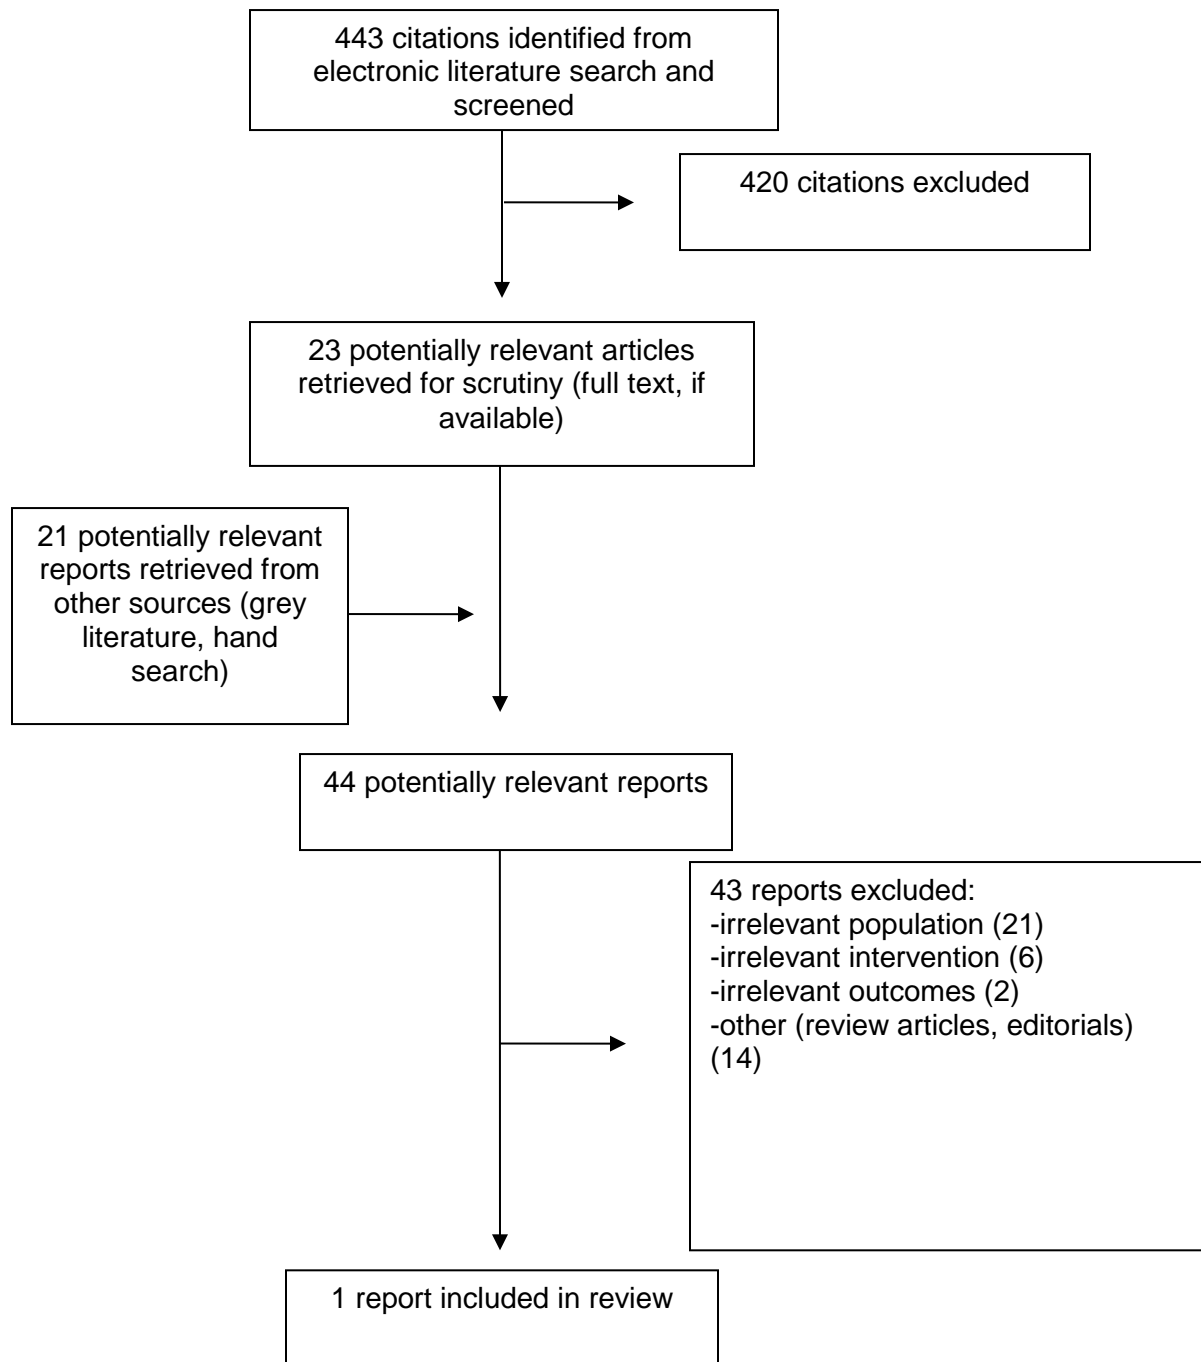 443 citations identified from
electronic literature search and
screened
420 citations excluded
23 potentially relevant articles
retrieved for scrutiny (full text, if
available)
21 potentially relevant
reports retrieved from
other sources (grey
literature, hand
search)
44 potentially relevant reports
43 reports excluded:
-irrelevant population (21)
-irrelevant intervention (6)
-irrelevant outcomes (2)
-other (review articles, editorials)
(14)
1 report included in review